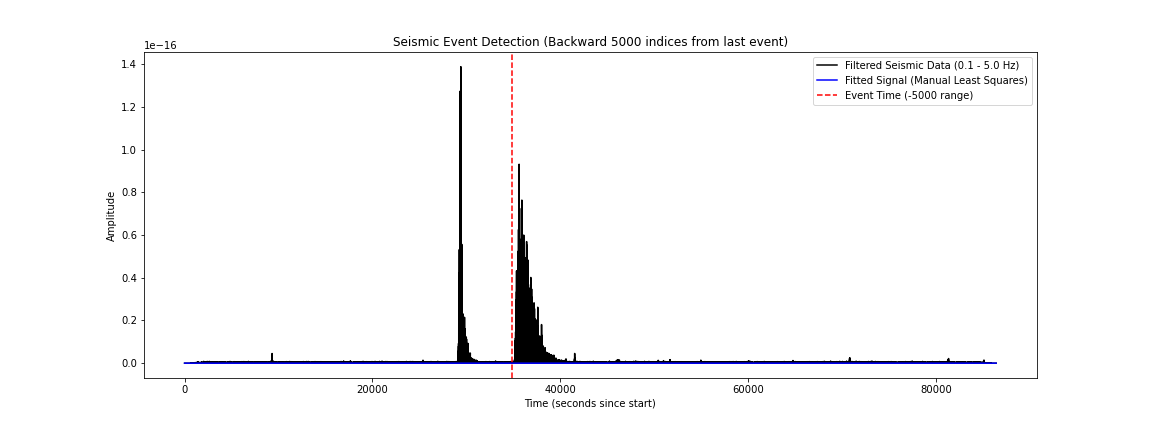 Seismic Event Detection (Backward 5000 indices from last event)
1e−16
Filtered Seismic Data (0.1 - 5.0 Hz)
Fitted Signal (Manual Least Squares)
Event Time (-5000 range)
1.4
1.2
1.0
0.8
0.6
0.4
0.2
0.0
Amplitude
0 20000 40000 60000 80000
Time (seconds since start)